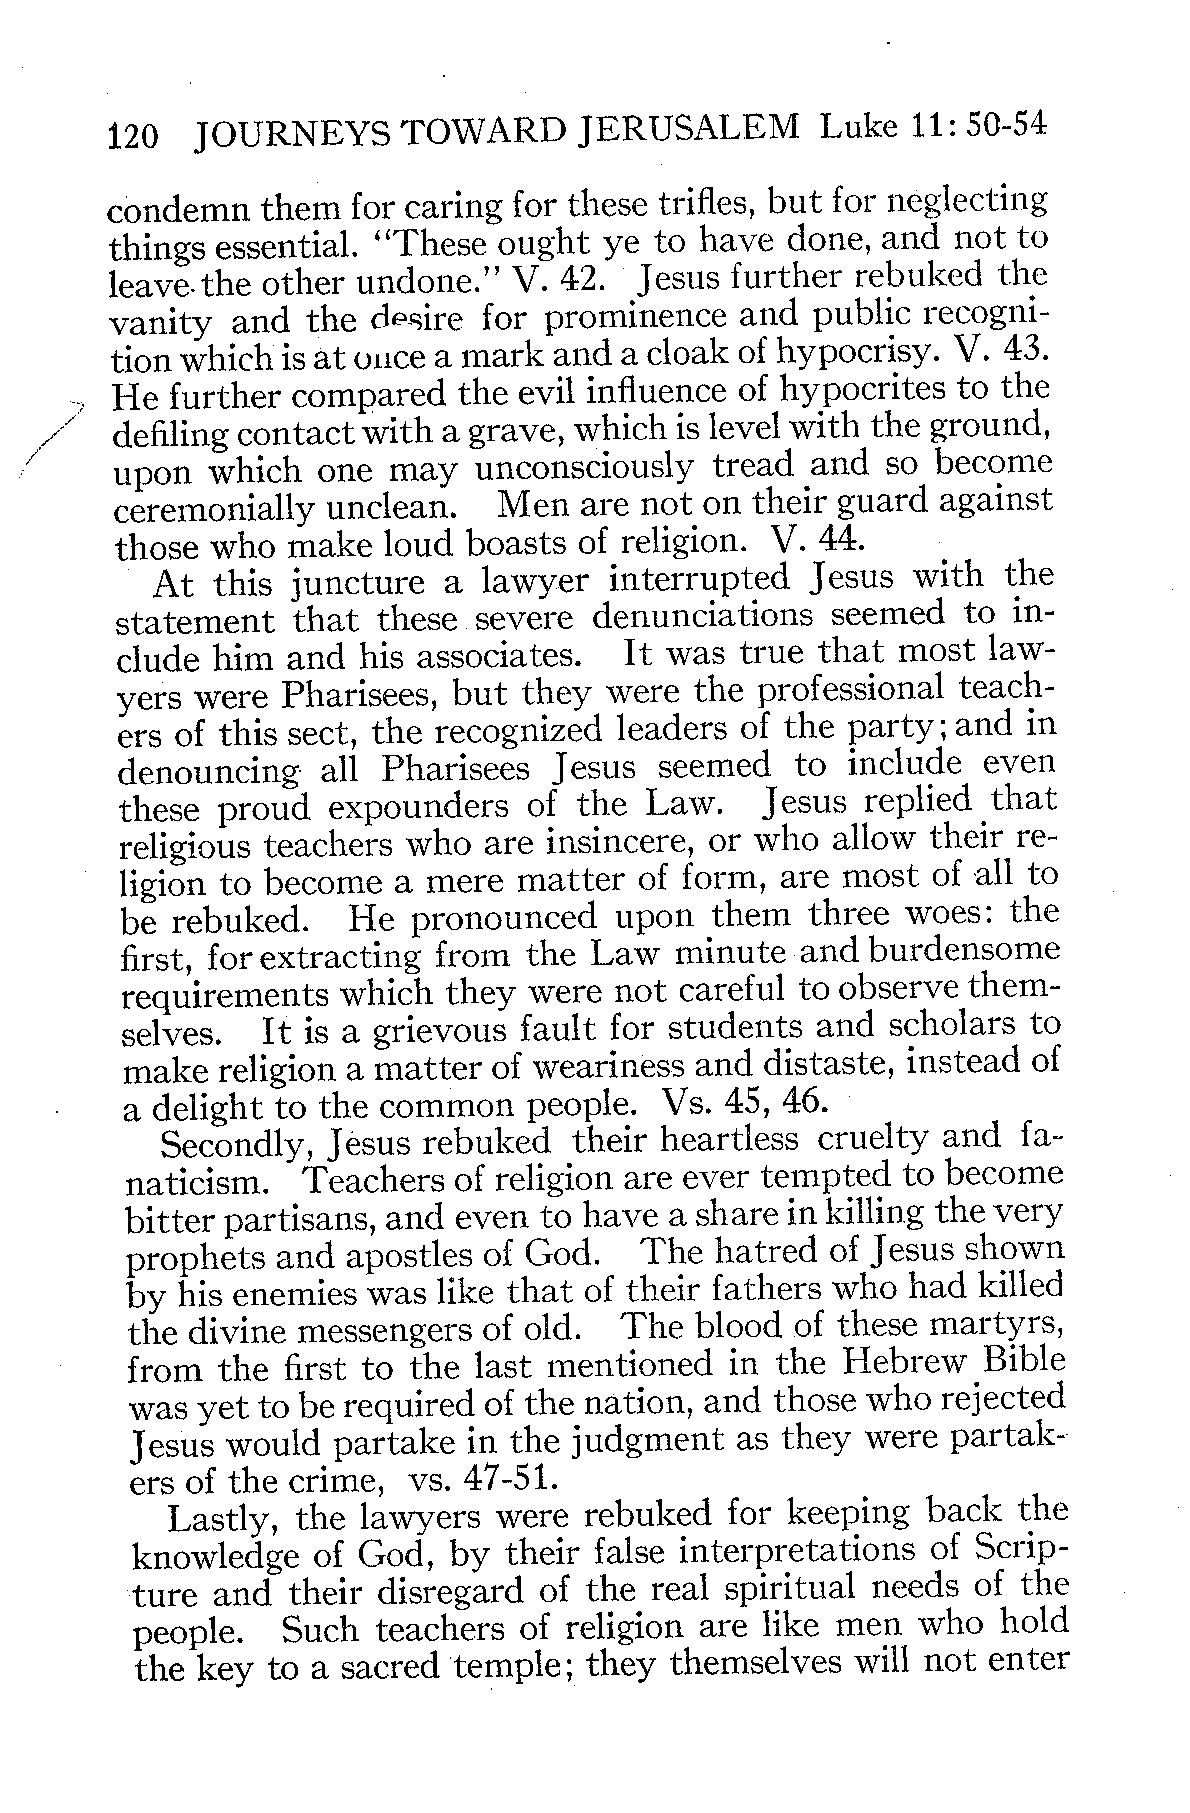 120 JOURNEYS TOWARD JERUSALEM Luke 11: 50-54
condemn them for caring for these trifles, but for neglecting
things essential. "These ought ye to have done, and not to
leave the other undone." V. 42. Jesus further rebuked the
vanity and the desire for prominence and public recogni-
tion which is at once a mark and a cloak of hypocrisy. V. 43.
He further compared the evil influence of hypocrites to the
defiling contact with a grave, which is level with the ground,
upon which one may unconsciously tread and so become
ceremonially unclean. Men are not on their guard against
those who make loud boasts of religion. V. 44.
At this juncture a lawyer interrupted Jesus with the
statement that these severe denunciations seemed to in-
clude him and his associates. It was true that most law-
yers were Pharisees, but they were the professional teach-
ers of this sect, the recognized leaders of the party; and in
denouncing all Pharisees Jesus seemed to include even
these proud expounders of the Law. Jesus replied that
religious teachers who are insincere, or who allow their re-
ligion to become a mere matter of form, are most of all to
be rebuked. He pronounced upon them three woes: the
first, for extracting from the Law minute and burdensome
requirements which they were not careful to observe them-
selves. It is a grievous fault for students and scholars to
make religion a matter of weariness and distaste, instead of
a delight to the common people. Vs. 45, 46.
Secondly, Jesus rebuked their heartless cruelty and fa-
naticism. Teachers of religion are ever tempted to become
bitter partisans, and even to have a share in killing the very
prophets and apostles of God. The hatred of Jesus shown
by his enemies was like that of their fathers who had killed
the divine messengers of old. The blood of these martyrs,
from the first to the last mentioned in the Hebrew Bible
was yet to be required of the nation, and those who rejected
Jesus would partake in the judgment as they were partak-
ers of the crime, vs. 47-51.
Lastly, the lawyers were rebuked for keeping back the
knowledge of God, by their false interpretations of Scrip-
ture and their disregard of the real spiritual needs of the
people. Such teachers of religion are like men who hold
the key to a sacred temple; they themselves will not enter